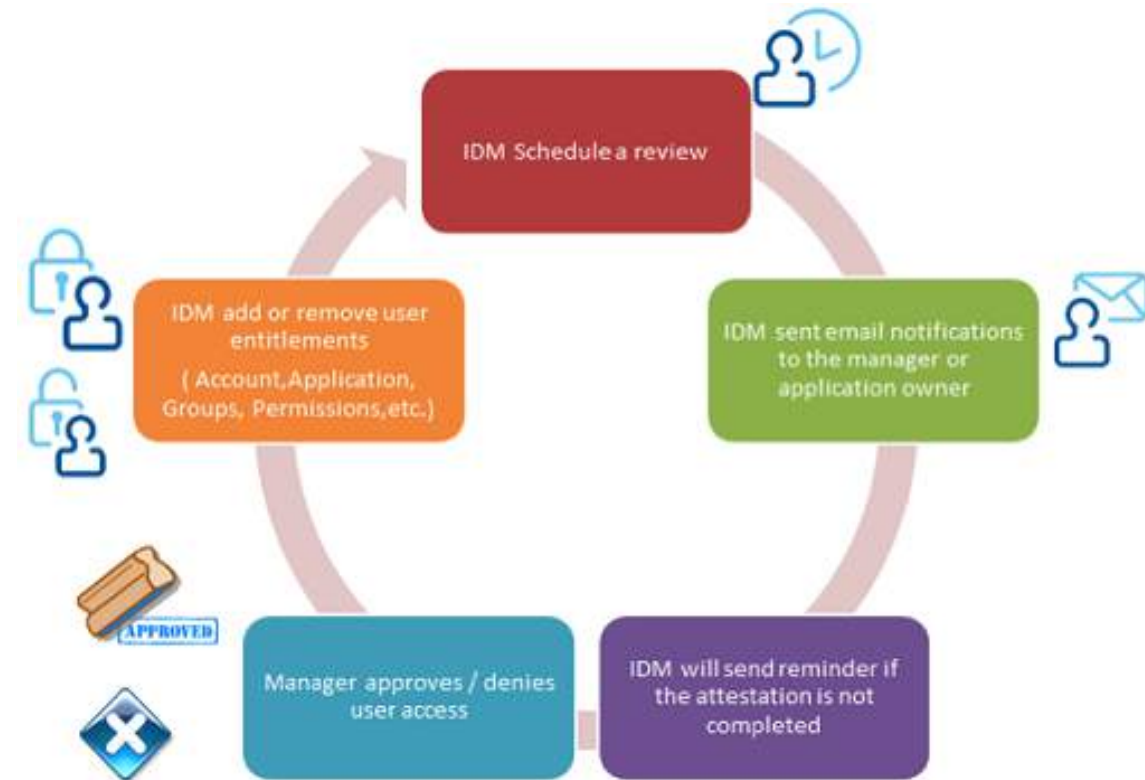 IDM Schedule a review
IDM sent email notifications
to the manager or
application owner
IDM will send reminder if
the attestation is not
completed
Manager approves / denies
user access
APPROVED
IDM add or remove user
entitlements
( Account,Application,
Groups, Permissions,etc.)